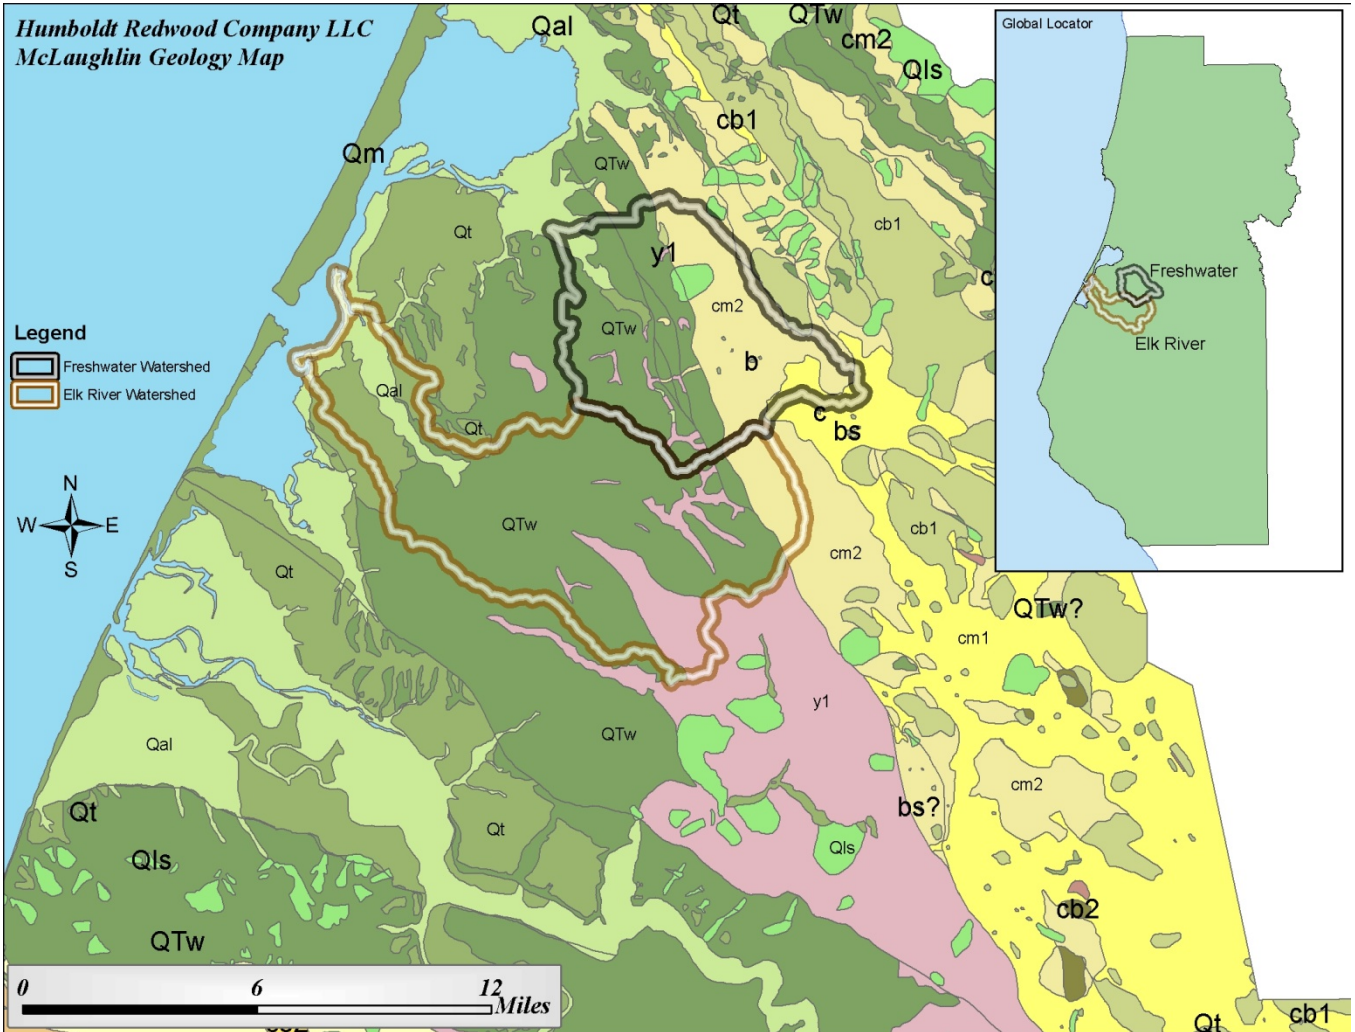 Humboldt Redwood Company LLC
McLaughlin Geology Map
Qal
Qt
QTw
cm2
Qls
Global Locator
cb1
Qm
QTw
Qt
y1
cb1
c
Freshwater
Elk River
cm2
QTw
Legend
Freshwater Watershed
Elk River Watershed
b
Qal
Qt
c
bs
N
W E
S
QTw
cb1
cm2
Qt
QTw?
cm1
y1
QTw
Qal
cm2
bs?
Qt
Qt
Qls
Qls
cb2
QTw
0 6 12
Miles
cb1
Qt